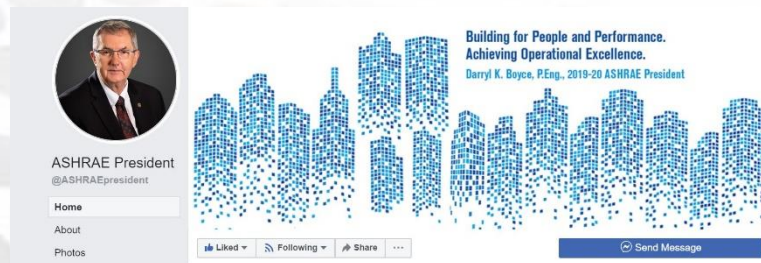 Building for People and Performance.
Achieving Operational Excellence.
Darryl K. Boyce, P.Eng., 2019-20 ASHRAE President
ASHRAE President
@ASHRAEpresident
Home
About
Photos
Liked
Following
Share
Send Message